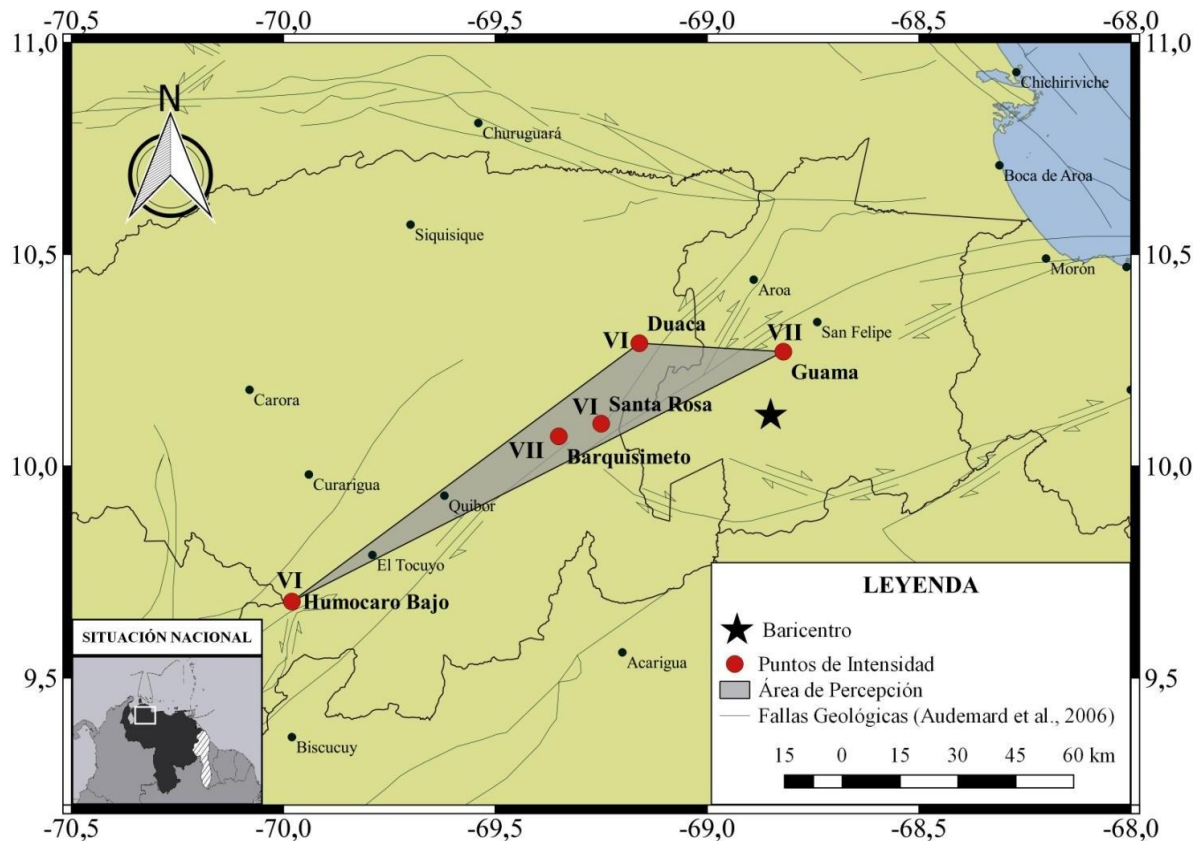 -70,5 -70,0 -69,5 -69,0 -68,5 -68,0
11,0 11,0
N
Chichiriviche
Churuguará
Boca de Aroa
Siquisique
10,5 10,5
Morón
Aroa
San Felipe
Duaca
VI
VII
Guama
Carora
VI
Santa Rosa
VII
Barquisimeto
10,0 10,0
Curarigua
Quibor
El Tocuyo
VI
Humocaro Bajo
Acarigua
9,5 9,5
Biscucuy
SITUACIÓN NACIONAL
LEYENDA
Baricentro
Puntos de Intensidad
Área de Percepción
Fallas Geológicas (Audemard et al., 2006)
15 0 15 30 45 60 km
-70,5 -70,0 -69,5 -69,0 -68,5 -68,0